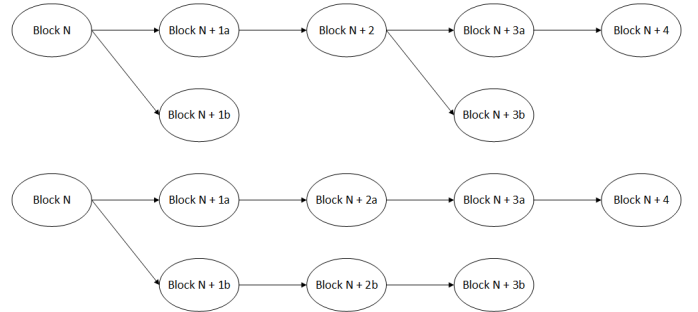 Block N
Block N + 1a
Block N + 2
Block N + 3a
Block N + 4
Block N + 1b
Block N + 3b
Block N
Block N + 1a
Block N + 2a
Block N + 3a
Block N + 4
Block N + 1b
Block N + 2b
Block N + 3b